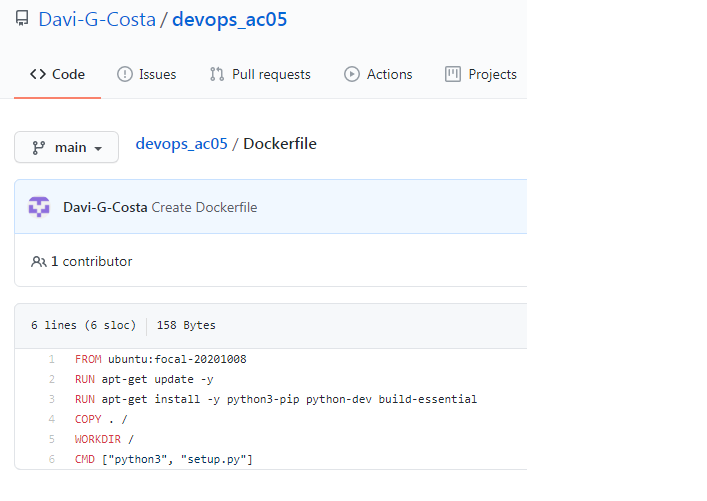 Davi-G-Costa / devops_ac05
Code Issues Pull requests Actions Projects
main devops_ac05 / Dockerfile
Davi-G-Costa Create Dockerfile
1 contributor
6 lines (6 sloc) 158 Bytes
1 FROM ubuntu:focal-20201008
2 RUN apt-get update -y
3 RUN apt-get install -y python3-pip python-dev build-essential
4 COPY . /
5 WORKDIR /
6 CMD ["python3", "setup.py"]